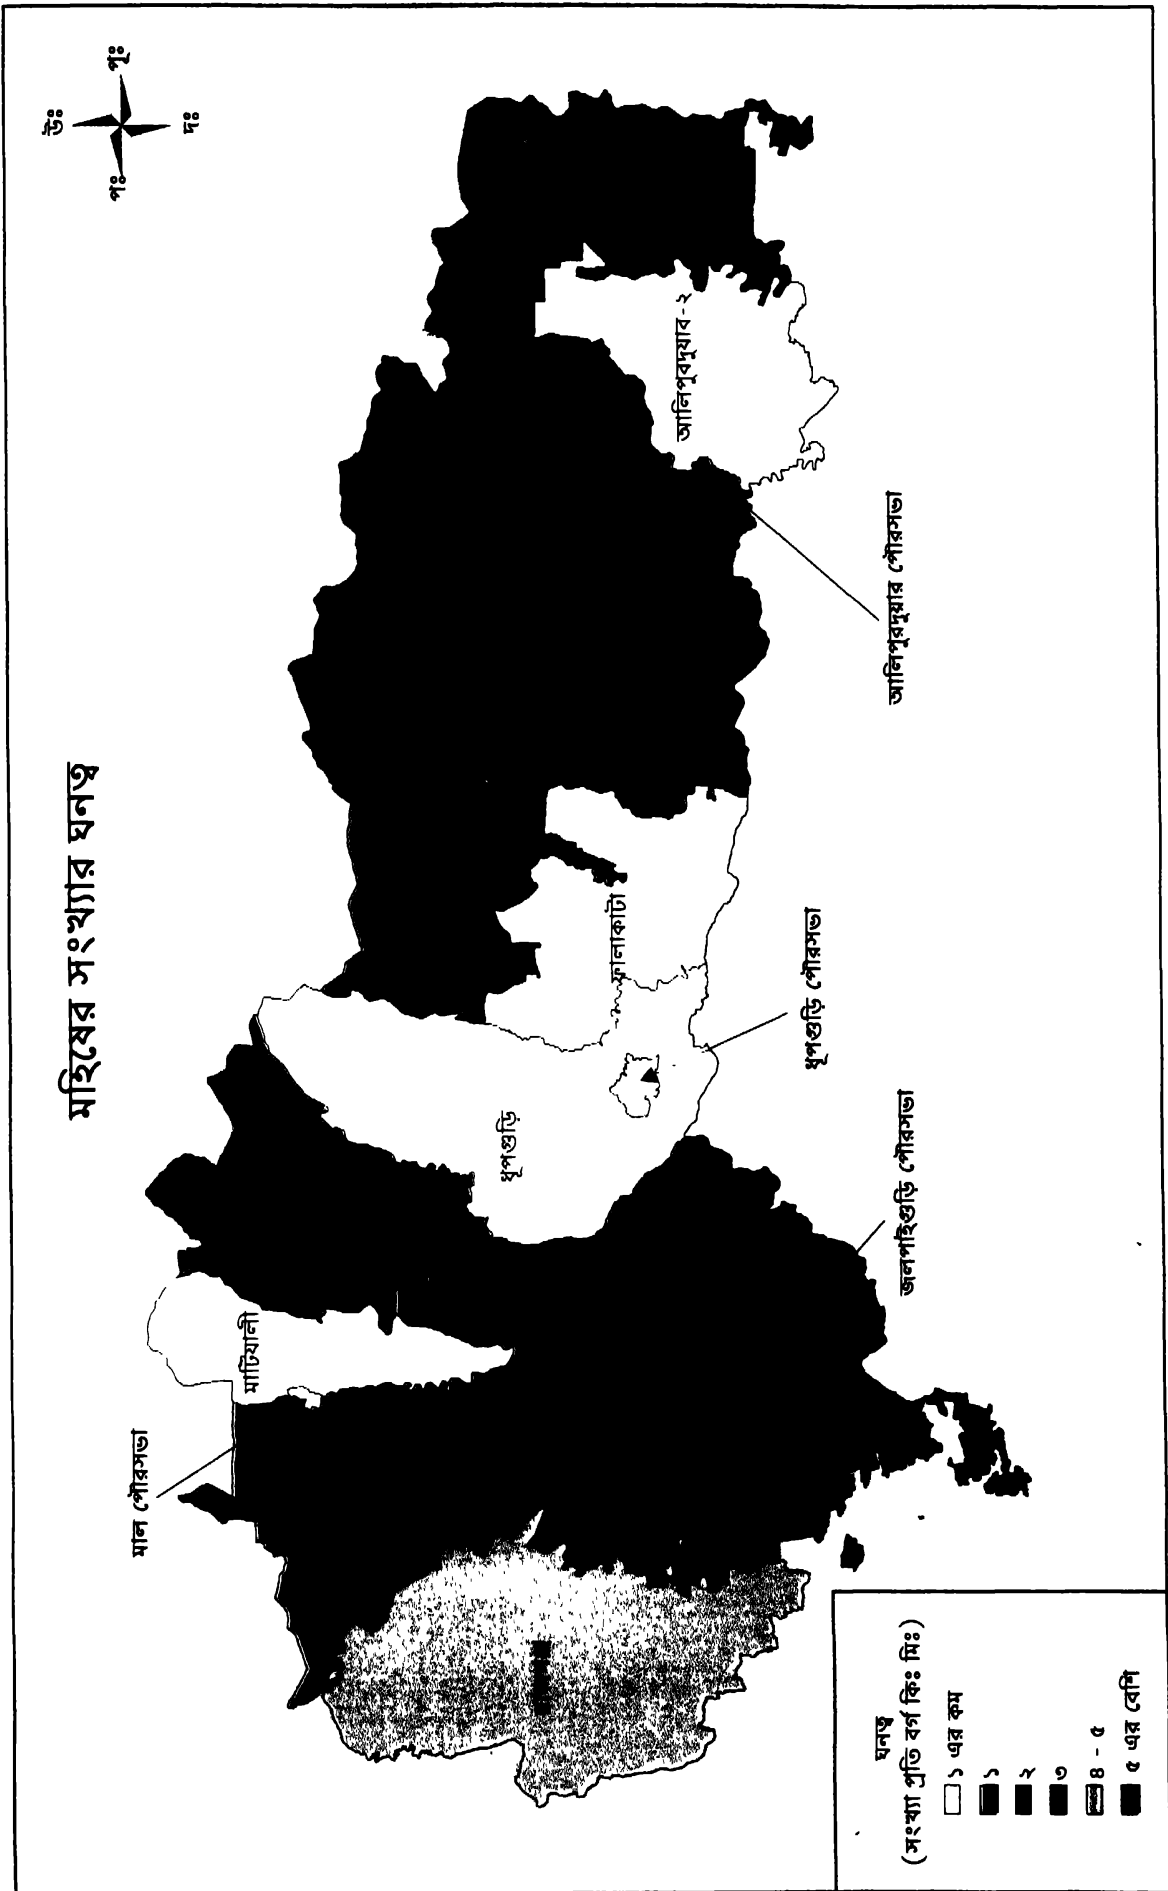 মহিষের সংখ্যার ঘনত্ব
উঃ
পঃ
পূঃ
দঃ
মাল পৌরসভা
মাটিযালী
ধূপগুড়ি
ফালাকাটা
আলিপুরদুযাব-২
আলিপুরদুয়ার পৌরসভা
ধূপগুড়ি পৌরসভা
জলপাইগুড়ি পৌরসভা
ঘনত্ব
(সংখ্যা প্রতি বর্গ কিঃ মিঃ)
১ এর কম
১
২
৩
৪ - ৫
৫ এর বেশি